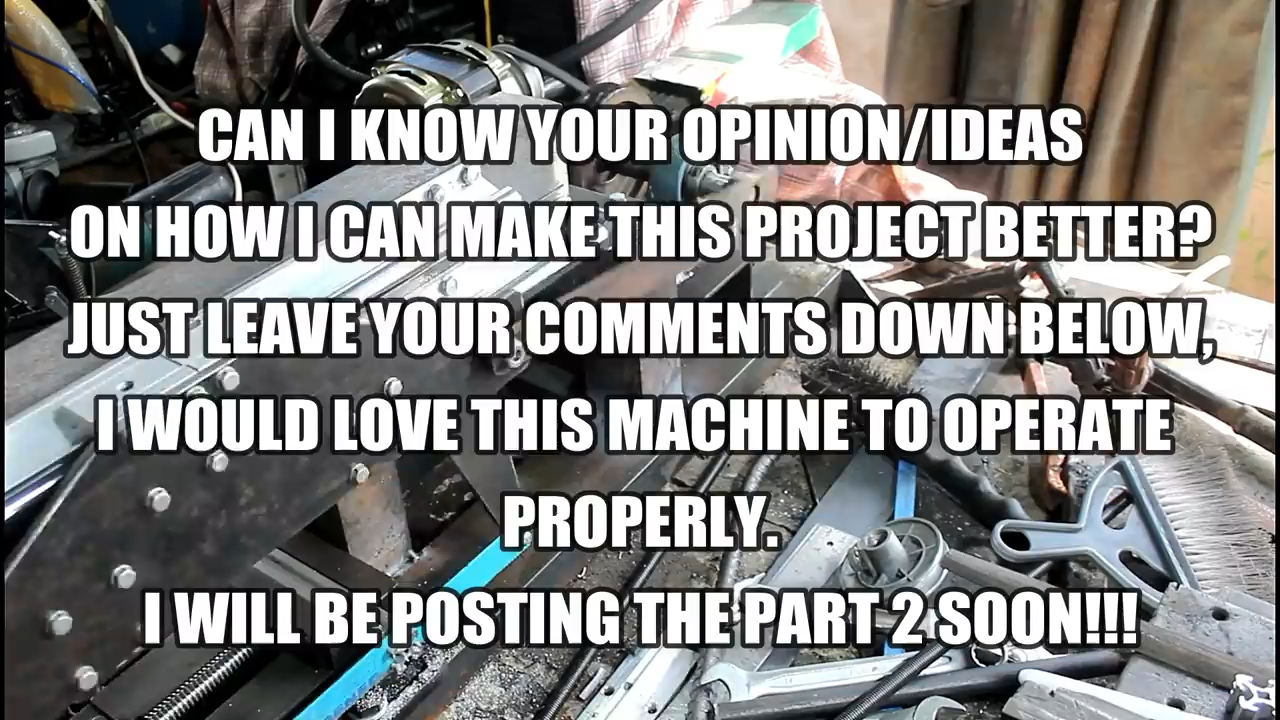 CAN I KNOW YOUR OPINION/IDEAS
ON HOW I CAN MAKE THIS PROJECT BETTER?
JUST LEAVE YOUR COMMENTS DOWN BELOW,
I WOULD LOVE THIS MACHINE TO OPERATE
PROPERLY.
I WILL BE POSTING THE PART 2 SOON!!!